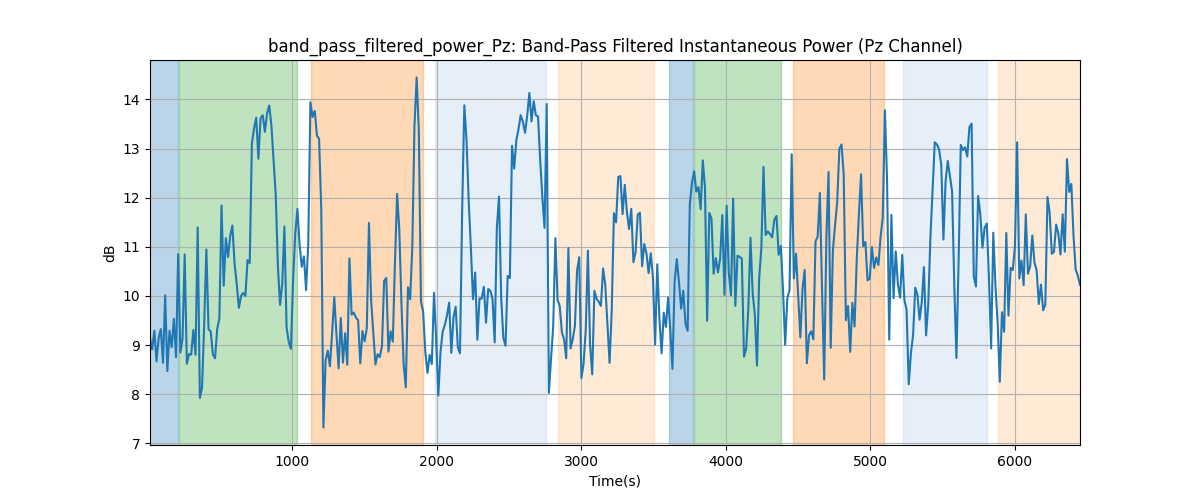 band_pass_filtered_power_Pz: Band-Pass Filtered Instantaneous Power (Pz Channel)
14
13
12
11
10
9
8
7
dB
1000 2000 3000 4000 5000 6000
Time(s)